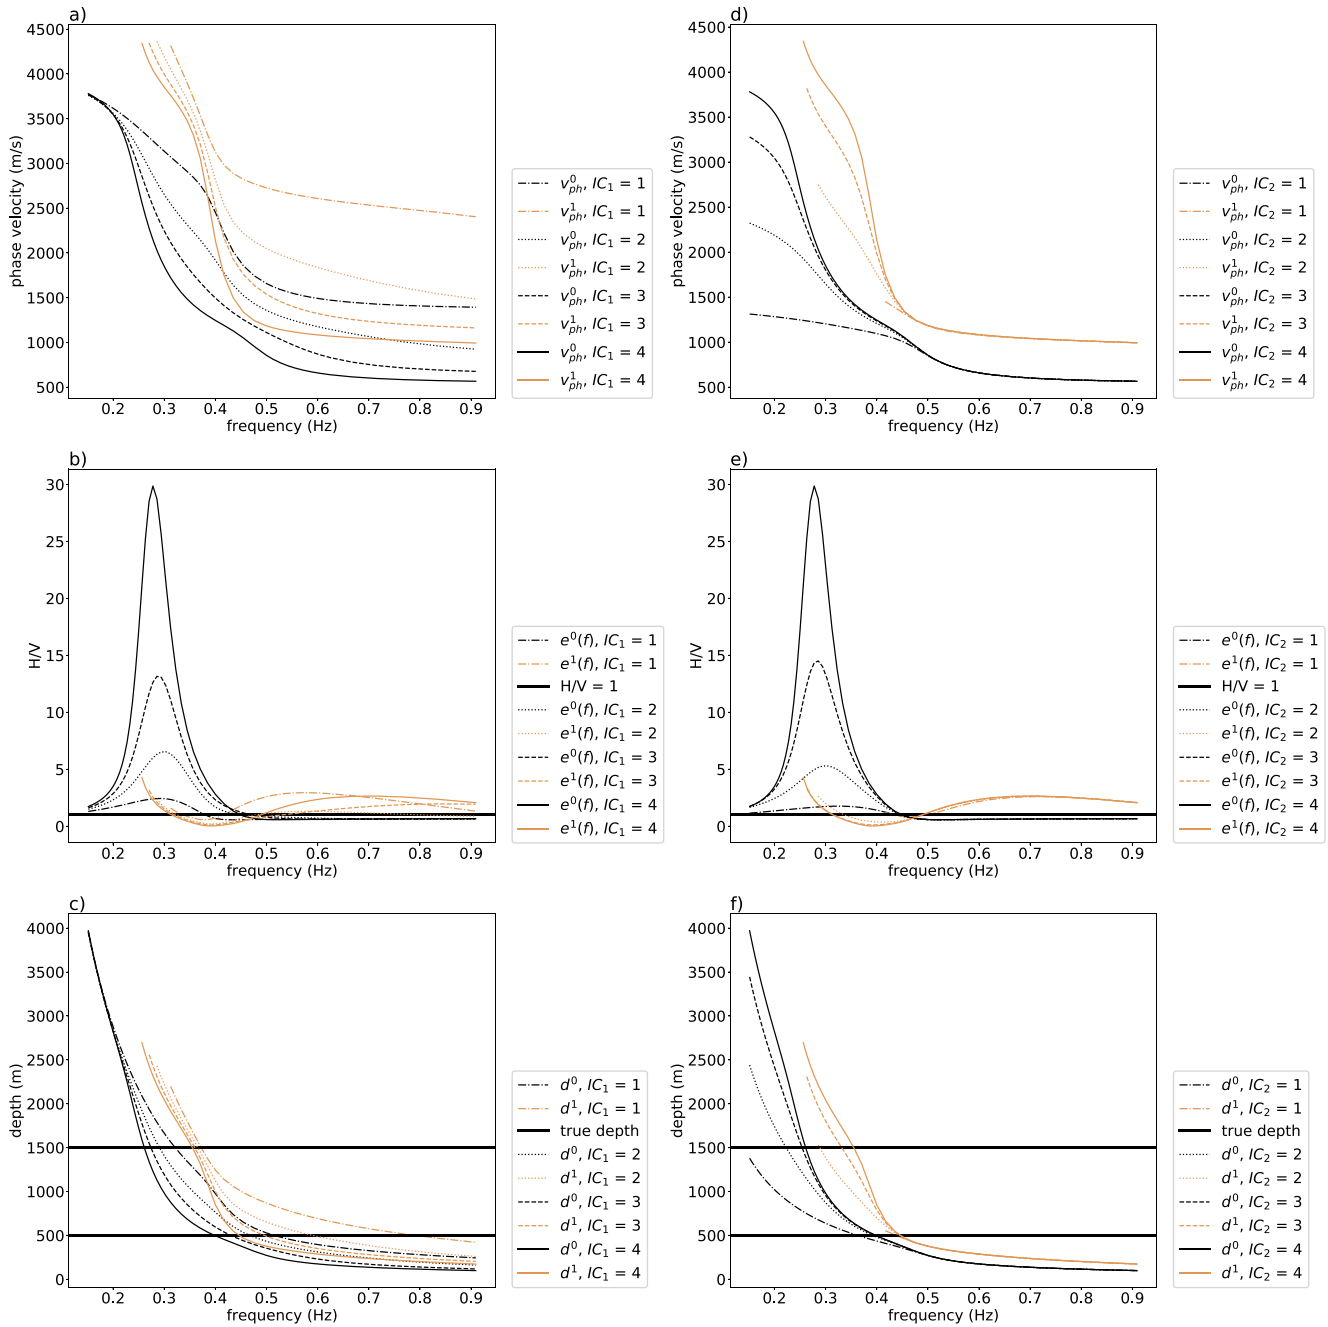 a)
phase velocity (m/s)
4500
4000
3500
3000
2500
2000
1500
1000
500
0.2 0.3 0.4 0.5 0.6 0.7 0.8 0.9
frequency (Hz)
v⁰ph, IC₁ = 1
v¹ph, IC₁ = 1
v⁰ph, IC₁ = 2
v¹ph, IC₁ = 2
v⁰ph, IC₁ = 3
v¹ph, IC₁ = 3
v⁰ph, IC₁ = 4
v¹ph, IC₁ = 4
d)
phase velocity (m/s)
4500
4000
3500
3000
2500
2000
1500
1000
500
0.2 0.3 0.4 0.5 0.6 0.7 0.8 0.9
frequency (Hz)
v⁰ph, IC₂ = 1
v¹ph, IC₂ = 1
v⁰ph, IC₂ = 2
v¹ph, IC₂ = 2
v⁰ph, IC₂ = 3
v¹ph, IC₂ = 3
v⁰ph, IC₂ = 4
v¹ph, IC₂ = 4
b)
H/V
30
25
20
15
10
5
0
0.2 0.3 0.4 0.5 0.6 0.7 0.8 0.9
frequency (Hz)
e⁰(f), IC₁ = 1
e¹(f), IC₁ = 1
H/V = 1
e⁰(f), IC₁ = 2
e¹(f), IC₁ = 2
e⁰(f), IC₁ = 3
e¹(f), IC₁ = 3
e⁰(f), IC₁ = 4
e¹(f), IC₁ = 4
e)
H/V
30
25
20
15
10
5
0
0.2 0.3 0.4 0.5 0.6 0.7 0.8 0.9
frequency (Hz)
e⁰(f), IC₂ = 1
e¹(f), IC₂ = 1
H/V = 1
e⁰(f), IC₂ = 2
e¹(f), IC₂ = 2
e⁰(f), IC₂ = 3
e¹(f), IC₂ = 3
e⁰(f), IC₂ = 4
e¹(f), IC₂ = 4
c)
depth (m)
4000
3500
3000
2500
2000
1500
1000
500
0
0.2 0.3 0.4 0.5 0.6 0.7 0.8 0.9
frequency (Hz)
d⁰, IC₁ = 1
d¹, IC₁ = 1
true depth
d⁰, IC₁ = 2
d¹, IC₁ = 2
d⁰, IC₁ = 3
d¹, IC₁ = 3
d⁰, IC₁ = 4
d¹, IC₁ = 4
f)
depth (m)
4000
3500
3000
2500
2000
1500
1000
500
0
0.2 0.3 0.4 0.5 0.6 0.7 0.8 0.9
frequency (Hz)
d⁰, IC₂ = 1
d¹, IC₂ = 1
true depth
d⁰, IC₂ = 2
d¹, IC₂ = 2
d⁰, IC₂ = 3
d¹, IC₂ = 3
d⁰, IC₂ = 4
d¹, IC₂ = 4